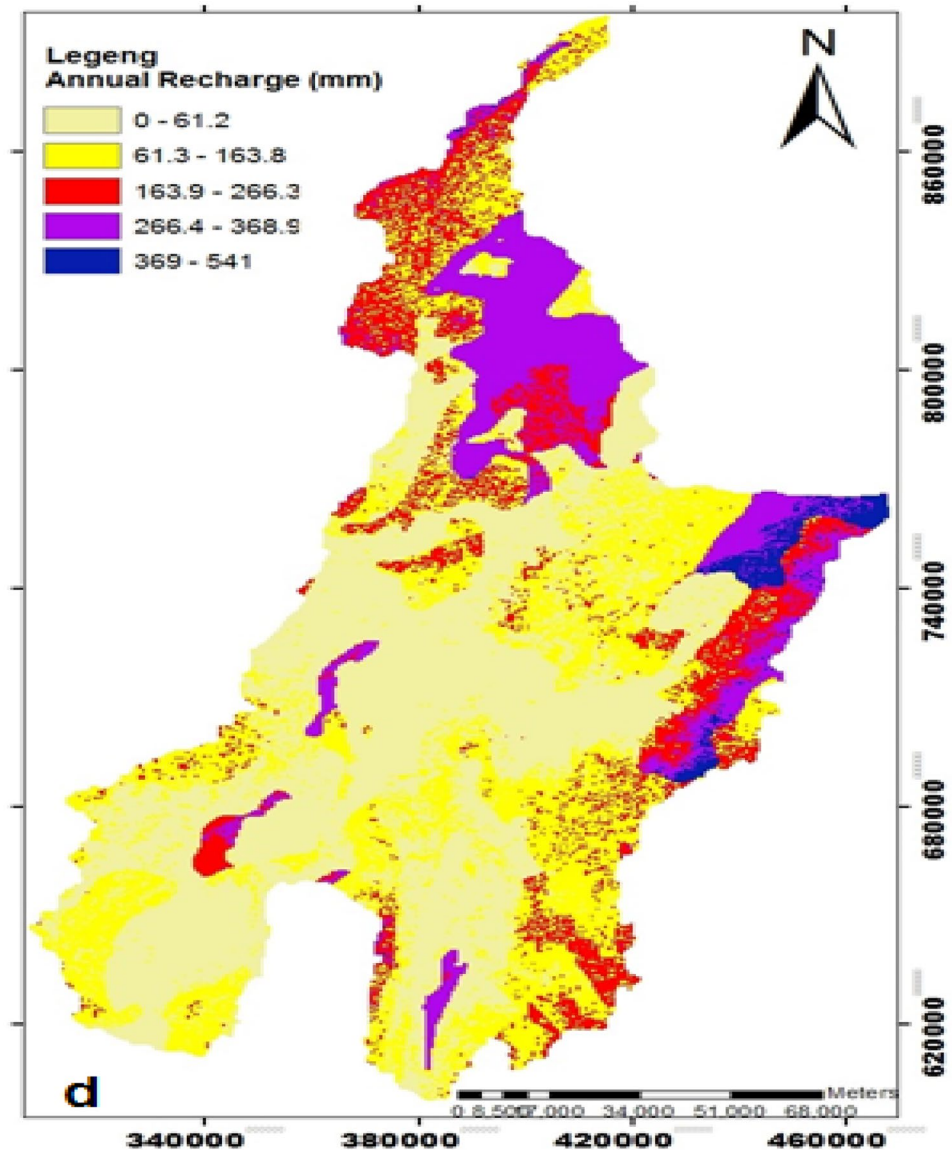 N
Legeng
Annual Recharge (mm)
0 - 61.2
61.3 - 163.8
163.9 - 266.3
266.4 - 368.9
369 - 541
860000
800000
740000
680000
620000
d
Meters
0 8,500 17,000 34,000 51,000 68,000
340000 380000 420000 460000